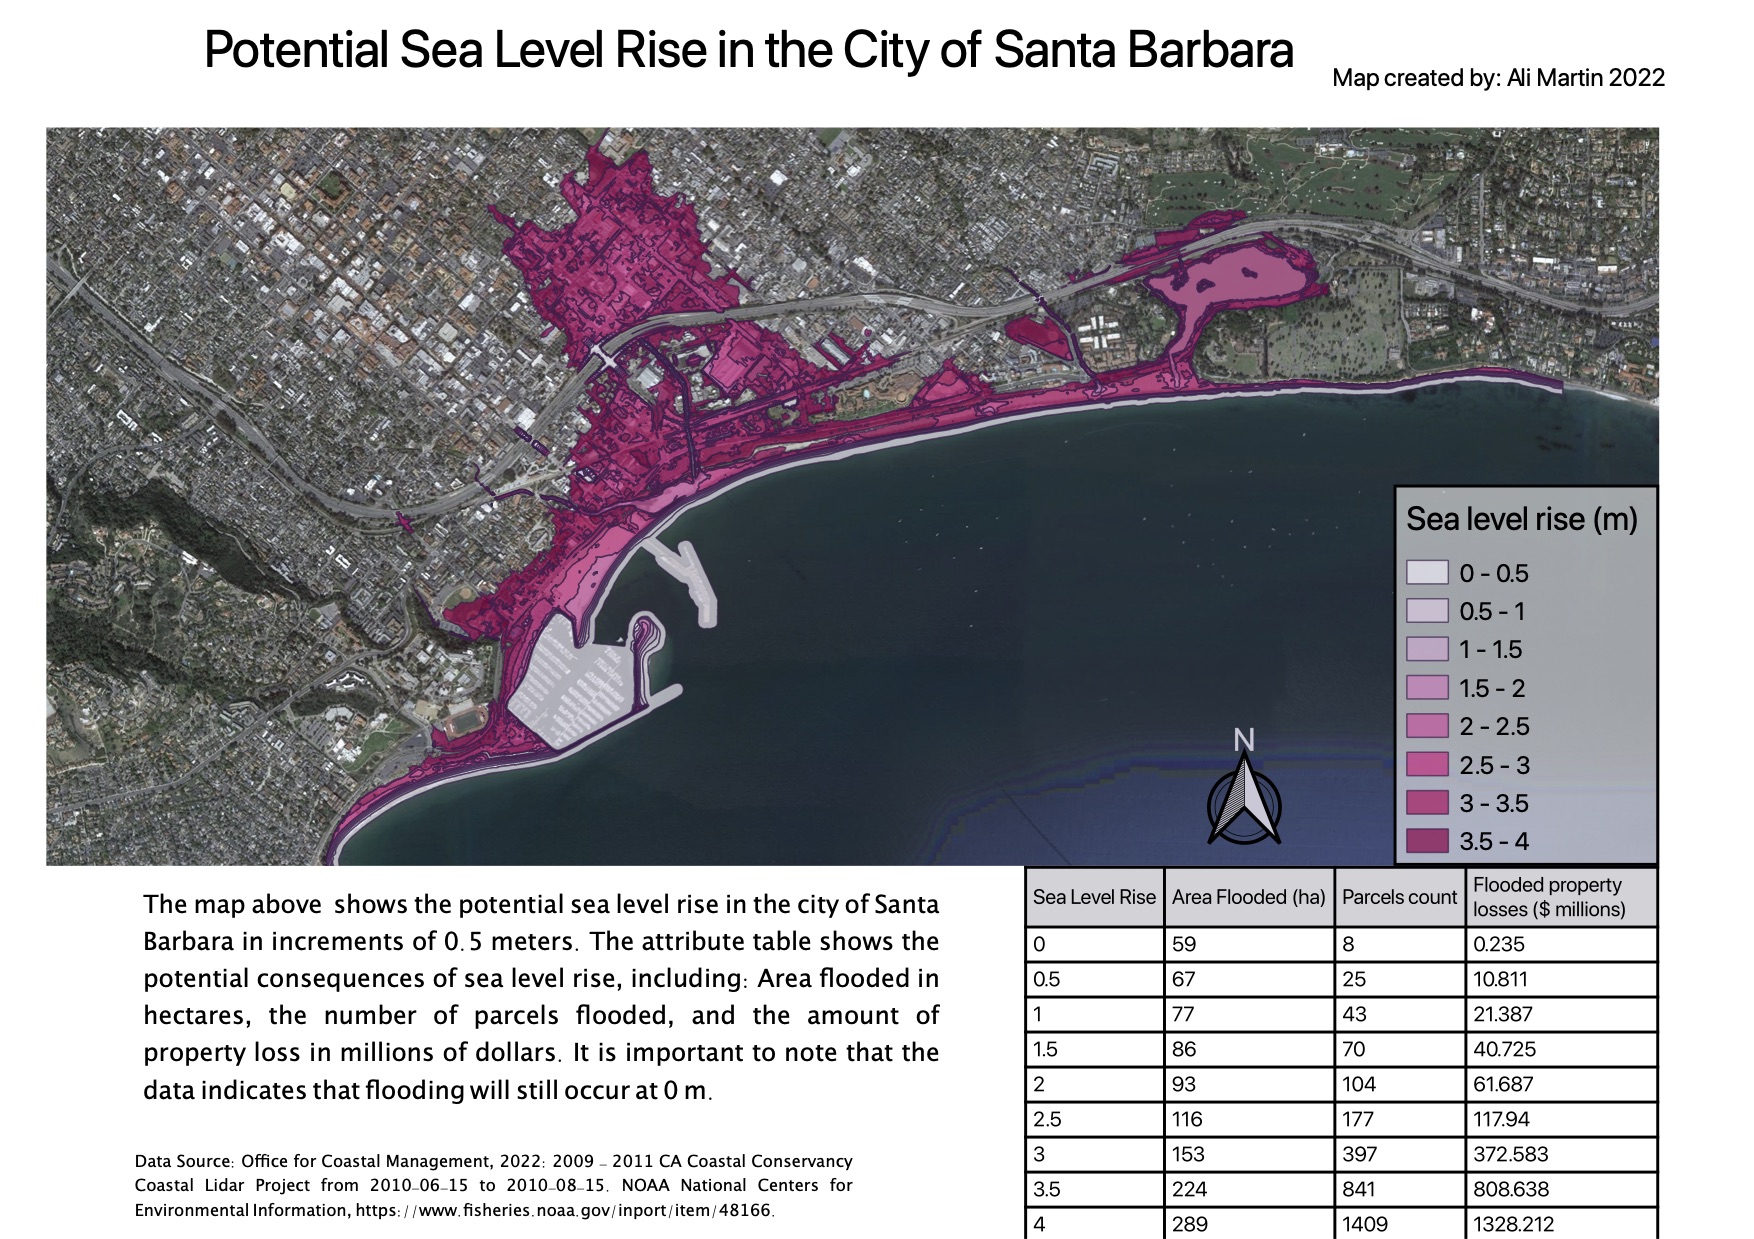 Potential Sea Level Rise in the City of Santa Barbara
Map created by: Ali Martin 2022
Sea level rise (m)
0 - 0.5
0.5 - 1
1 - 1.5
1.5 - 2
2 - 2.5
2.5 - 3
3 - 3.5
3.5 - 4
N
The map above shows the potential sea level rise in the city of Santa
Barbara in increments of 0.5 meters. The attribute table shows the
potential consequences of sea level rise, including: Area flooded in
hectares, the number of parcels flooded, and the amount of
property loss in millions of dollars. It is important to note that the
data indicates that flooding will still occur at 0 m.
Data Source: Office for Coastal Management, 2022: 2009 - 2011 CA Coastal Conservancy
Coastal Lidar Project from 2010-06-15 to 2010-08-15. NOAA National Centers for
Environmental Information, https://www.fisheries.noaa.gov/inport/item/48166.
Sea Level Rise Area Flooded (ha) Parcels count Flooded property
losses ($ millions)
0 59 8 0.235
0.5 67 25 10.811
1 77 43 21.387
1.5 86 70 40.725
2 93 104 61.687
2.5 116 177 117.94
3 153 397 372.583
3.5 224 841 808.638
4 289 1409 1328.212